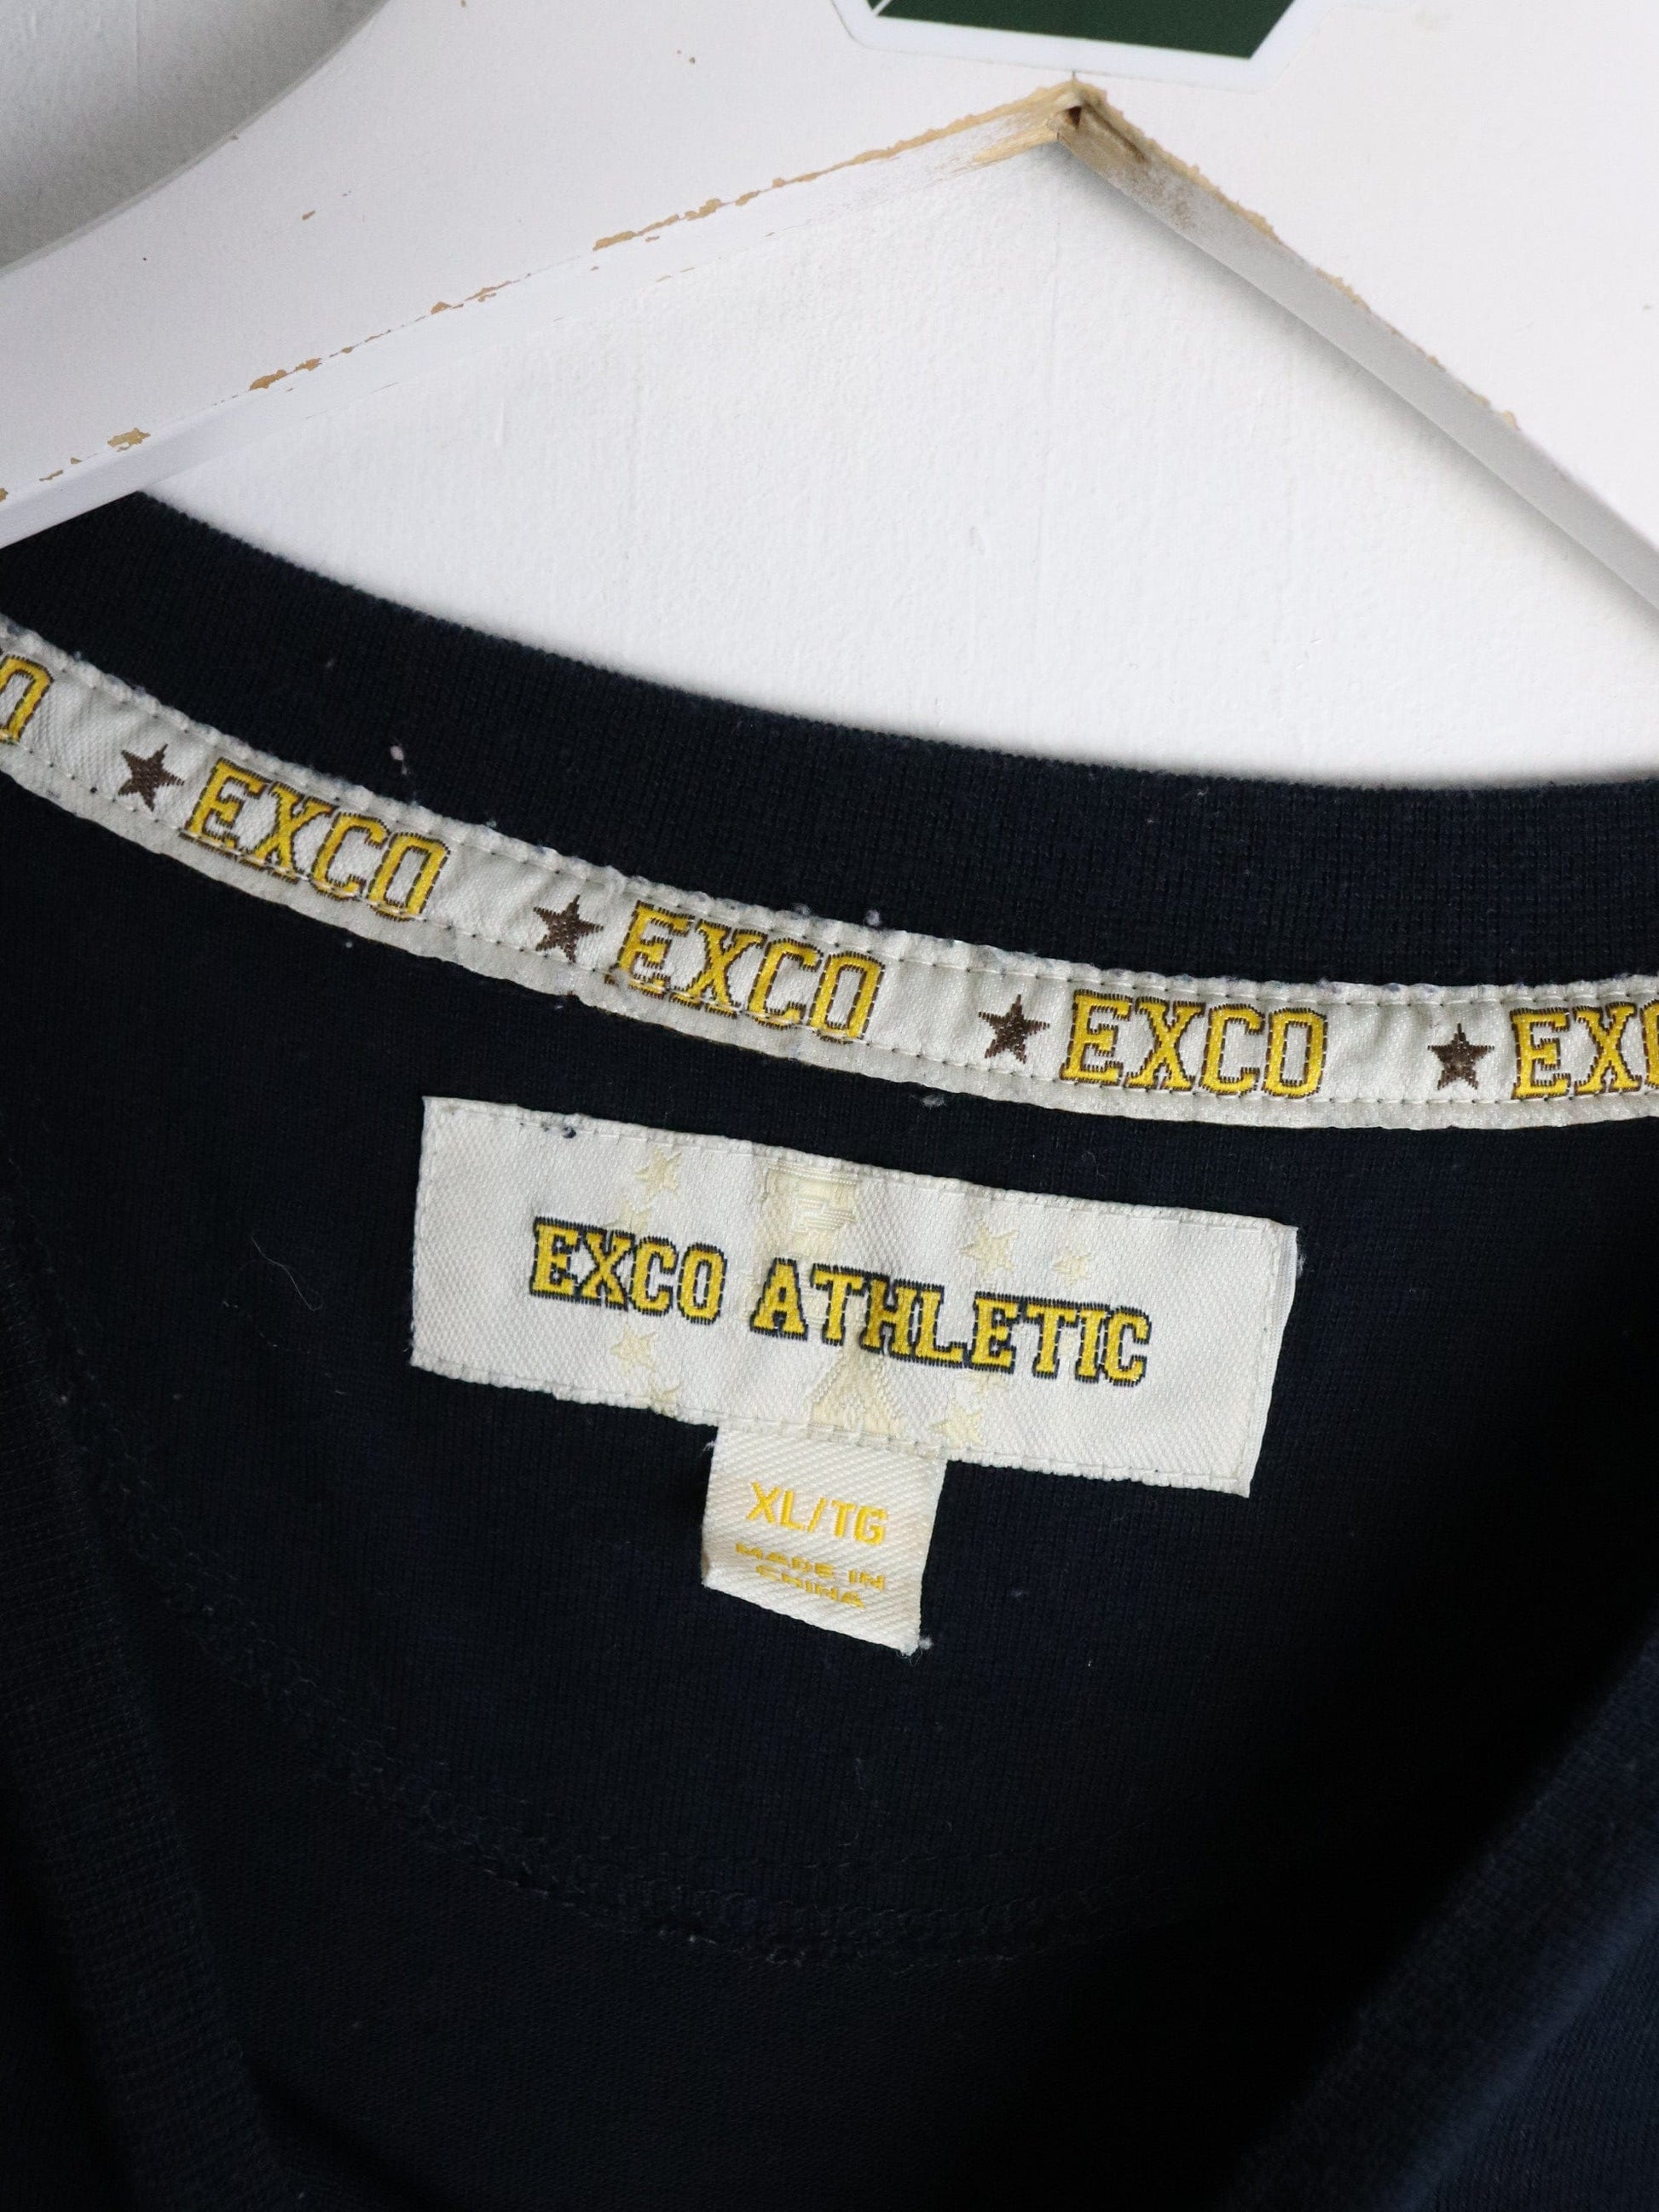 EXCO EXCO EXCO
EXCO ATHLETIC
XL/TG
MADE IN
CHINA